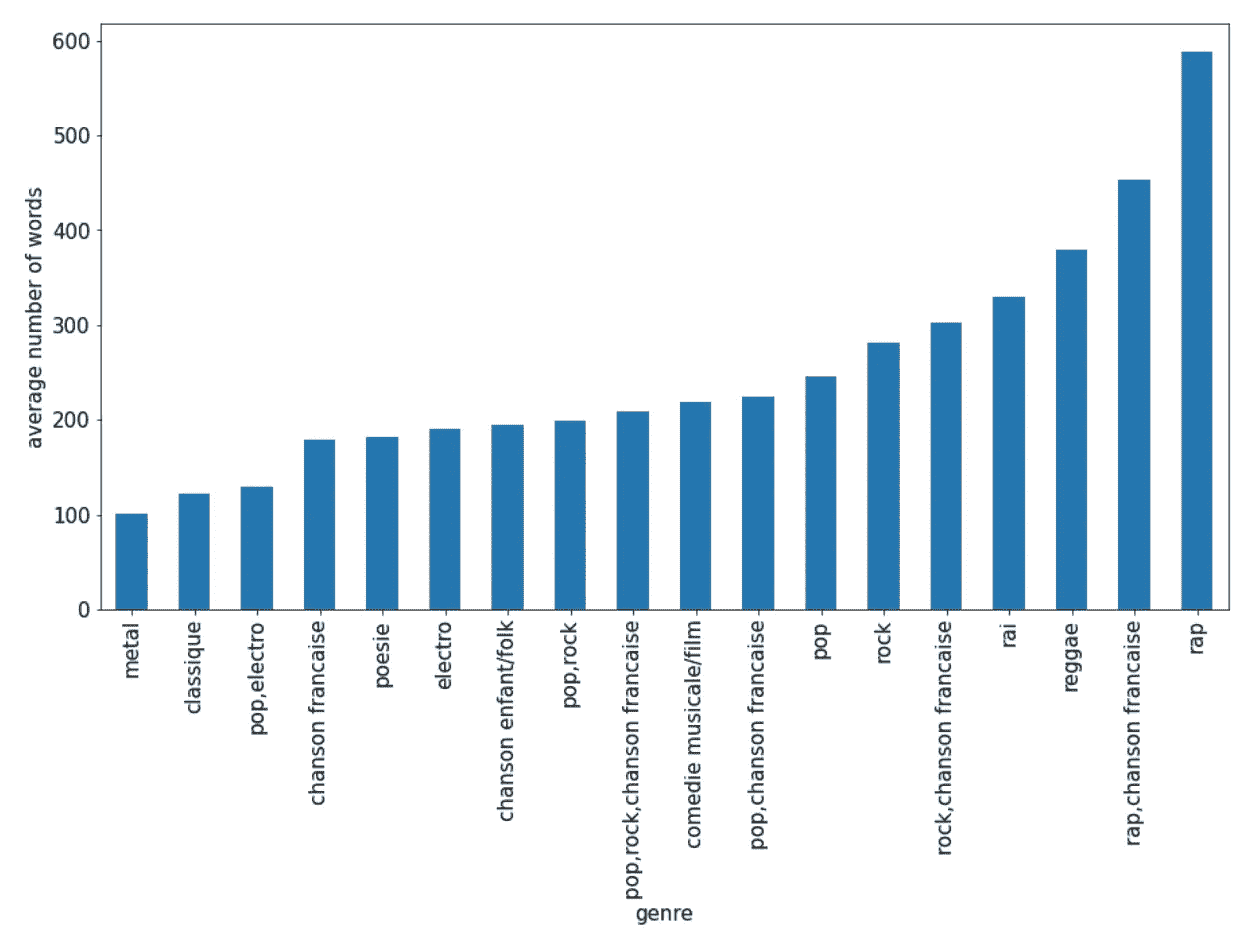 600
500
400
300
200
100
0
average number of words
metal
classique
pop,electro
chanson francaise
poesie
electro
chanson enfant/folk
pop,rock
pop,rock,chanson francaise
comedie musicale/film
pop,chanson francaise
pop
rock
rock,chanson francaise
rai
reggae
rap,chanson francaise
rap
genre